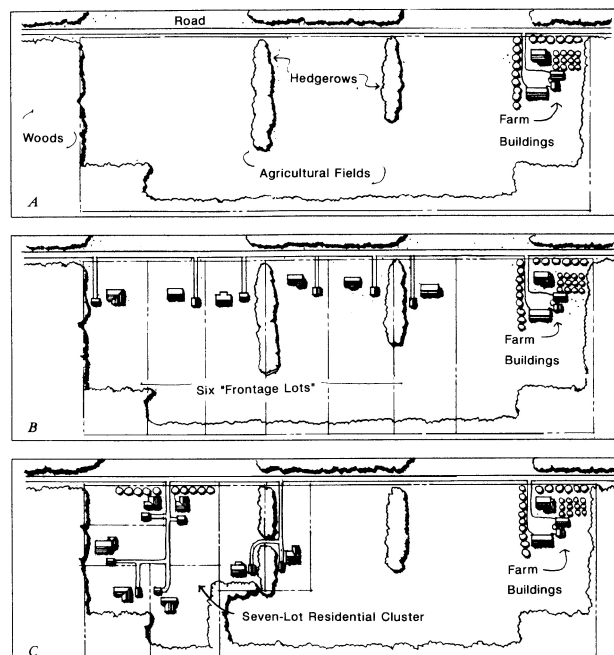 Road
Hedgerows
Woods
Farm
Buildings
Agricultural Fields
A
Farm
Buildings
Six "Frontage Lots"
B
Farm
Buildings
Seven-Lot Residential Cluster
C